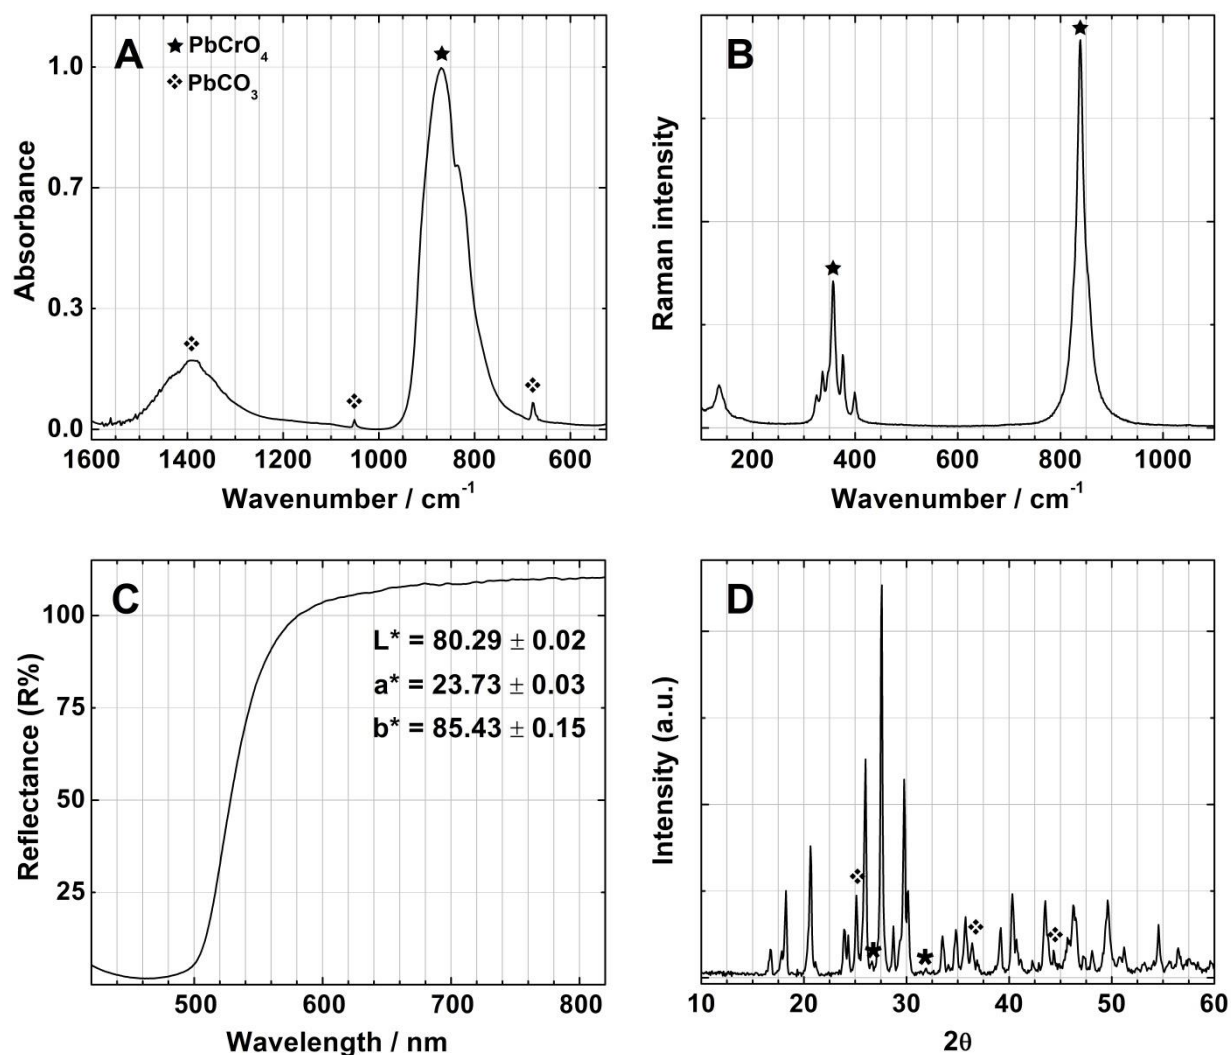 A
★ PbCrO₄
❖ PbCO₃
1.0
0.7
0.3
0.0
Absorbance
1600 1400 1200 1000 800 600
Wavenumber / cm⁻¹
B
Raman intensity
200 400 600 800 1000
Wavenumber / cm⁻¹
C
100
75
50
25
Reflectance (R%)
L* = 80.29 ± 0.02
a* = 23.73 ± 0.03
b* = 85.43 ± 0.15
500 600 700 800
Wavelength / nm
D
Intensity (a.u.)
10 20 30 40 50 60
2θ